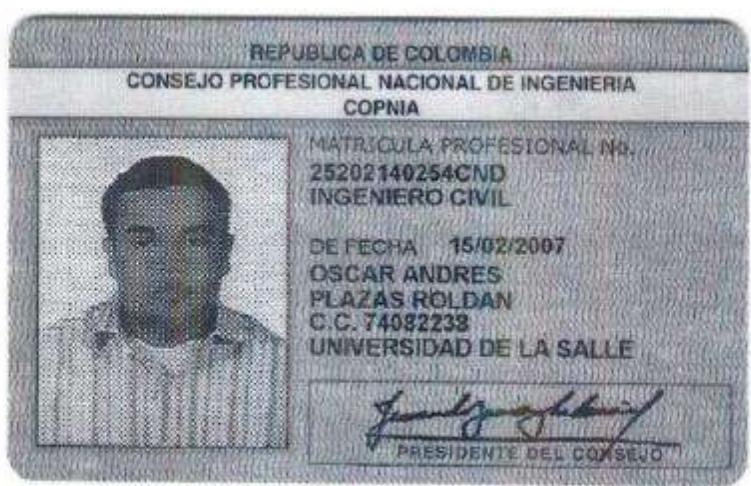 REPUBLICA DE COLOMBIA
CONSEJO PROFESIONAL NACIONAL DE INGENIERIA
COPNIA
MATRICULA PROFESIONAL No.
25202140254CND
INGENIERO CIVIL
DE FECHA 15/02/2007
OSCAR ANDRES
PLAZAS ROLDAN
C.C. 74082238
UNIVERSIDAD DE LA SALLE
PRESIDENTE DEL CONSEJO